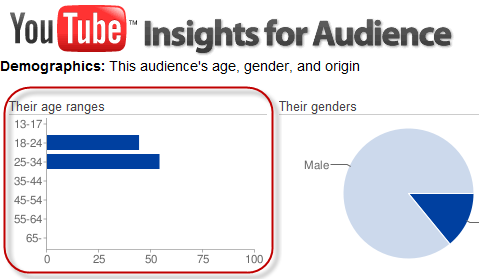 YouTube™ Insights for Audience
Demographics: This audience's age, gender, and origin
Their age ranges
13-17
18-24
25-34
35-44
45-54
55-64
65-
0 25 50 75 100
Their genders
Male